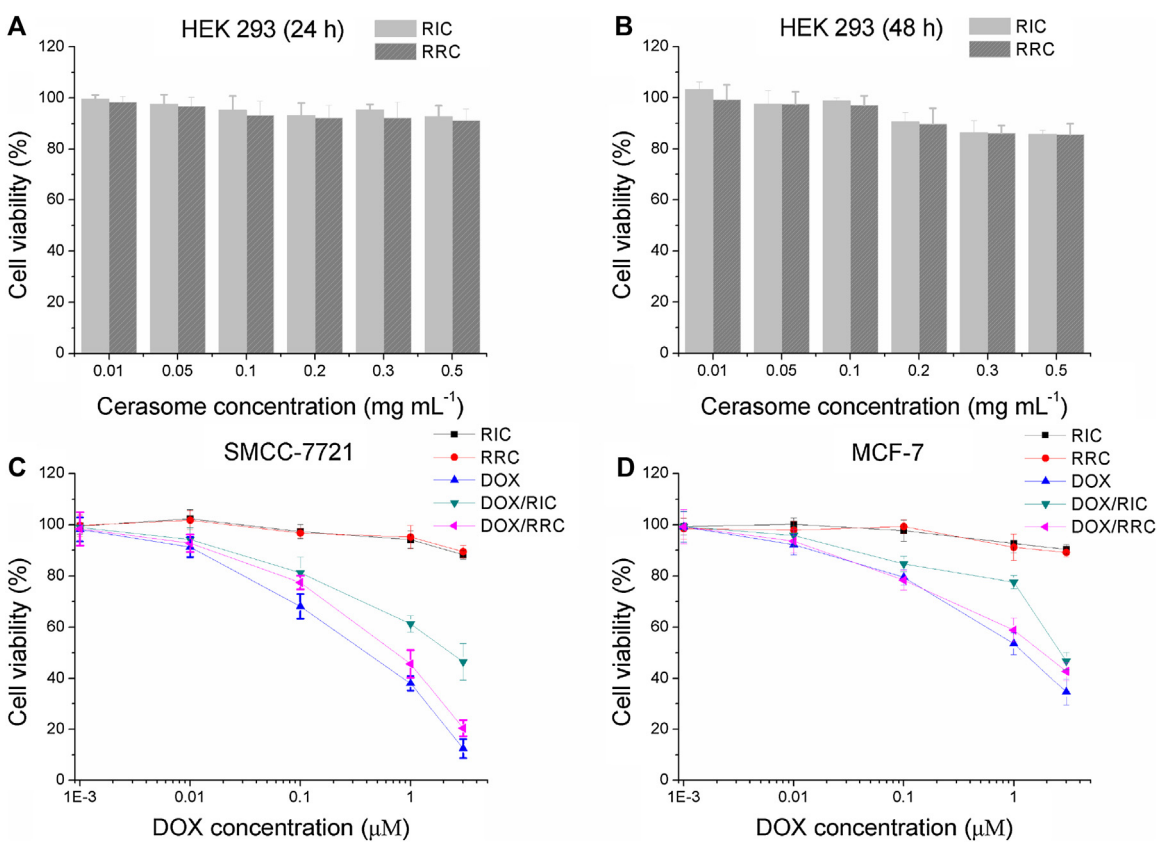 A
HEK 293 (24 h)
RIC
RRC
120
100
80
60
40
20
0
Cell viability (%)
0.01 0.05 0.1 0.2 0.3 0.5
Cerasome concentration (mg mL⁻¹)
B
HEK 293 (48 h)
RIC
RRC
120
100
80
60
40
20
0
Cell viability (%)
0.01 0.05 0.1 0.2 0.3 0.5
Cerasome concentration (mg mL⁻¹)
C
SMCC-7721
RIC
RRC
DOX
DOX/RIC
DOX/RRC
120
100
80
60
40
20
0
Cell viability (%)
1E-3 0.01 0.1 1
DOX concentration (μM)
D
MCF-7
RIC
RRC
DOX
DOX/RIC
DOX/RRC
120
100
80
60
40
20
0
Cell viability (%)
1E-3 0.01 0.1 1
DOX concentration (μM)